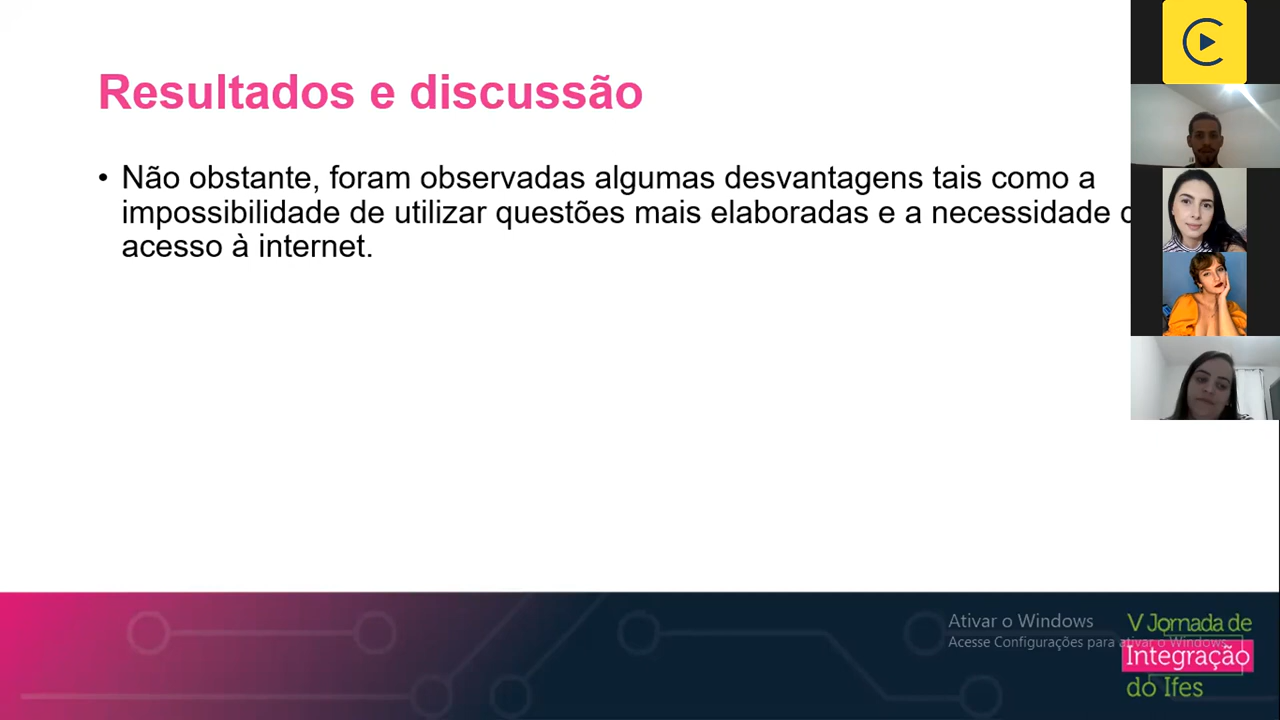 Resultados e discussão
• Não obstante, foram observadas algumas desvantagens tais como a
impossibilidade de utilizar questões mais elaboradas e a necessidade
acesso à internet.
Ativar o Windows
Acesse Configurações para ativar o Windows.
V Jornada de
Integração
do Ifes